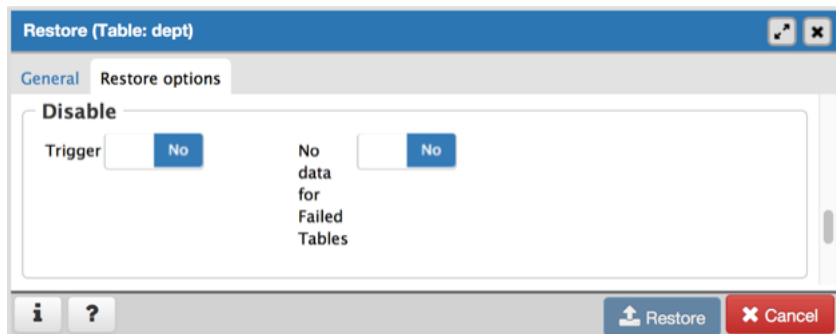 Restore (Table: dept)
General Restore options
Disable
Trigger No No
data
for
Failed
Tables No
i ?
Restore Cancel